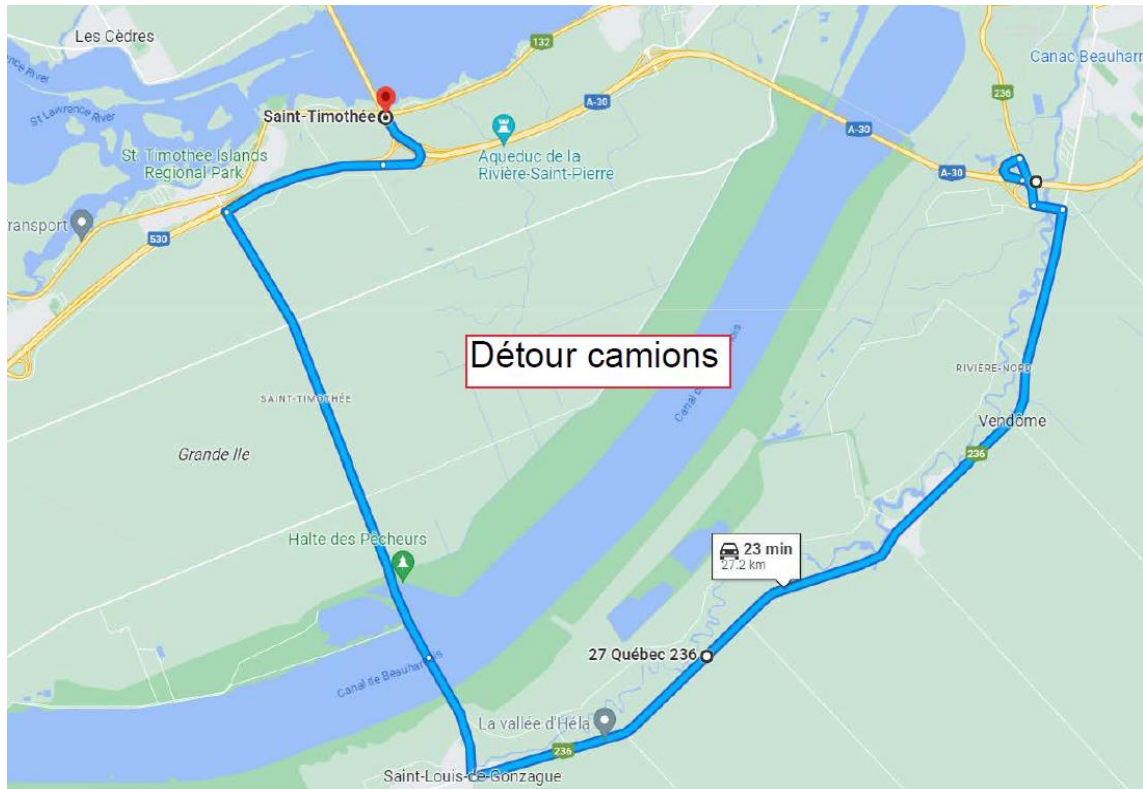 Les Cèdres
River
St Lawrence River
132
Canac Beauharn
236
A-30
Saint-Timothée
A-30
St. Timothée Islands
Regional Park
Aqueduc de la
Rivière-Saint-Pierre
A-30
ransport
530
Détour camions
RIVIÈRE-NORD
SAINT-TIMOTHÉE
Vendôme
Grande Ile
236
Halte des Pêcheurs
23 min
27.2 km
27 Québec 236
Canal de Beauharnois
La vallée d'Héla
236
Saint-Louis-de-Gonzague